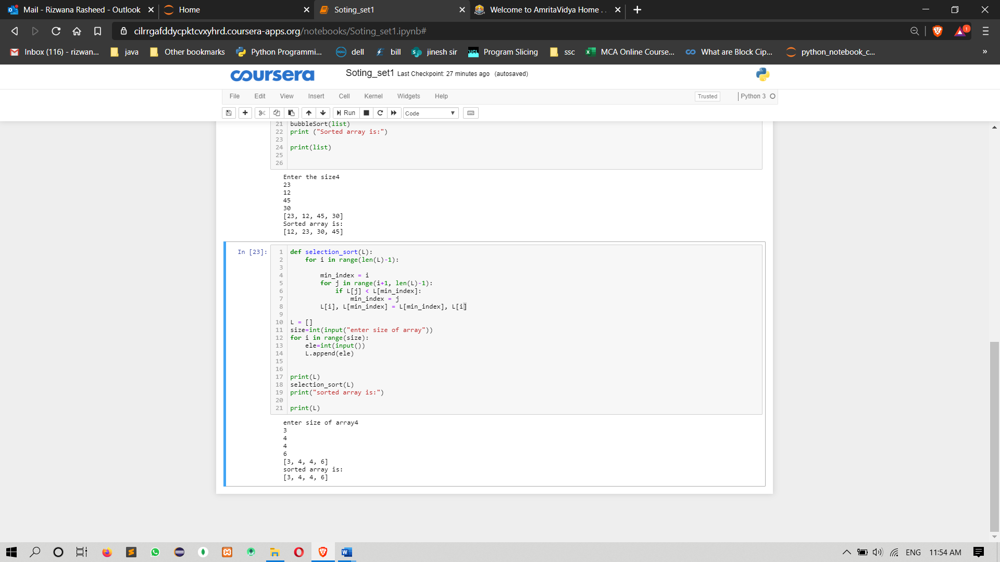 Mail - Rizwana Rasheed - Outlook
Home
Soting_set1
Welcome to AmritaVidya Home . .
cilrrgafddycpktcvxyhrd.coursera-apps.org/notebooks/Soting_set1.ipynb#
1
Inbox (116) - rizwan...
java
Other bookmarks
Python Programmi...
DELL
dell
bill
jinesh sir
UCL
Program Slicing
ssc
MCA Online Course...
What are Block Cip...
python_notebook_c...
»
coursera
Soting_set1 Last Checkpoint: 27 minutes ago (autosaved)
File Edit View Insert Cell Kernel Widgets Help
Trusted
Python 3
Run
Code
21 bubbleSort(list)
22 print ("Sorted array is:")
23
24 print(list)
25
26
Enter the size4
23
12
45
30
[23, 12, 45, 30]
Sorted array is:
[12, 23, 30, 45]
In [23]:
1 def selection_sort(L):
2     for i in range(len(L)-1):
3
4         min_index = i
5         for j in range(i+1, len(L)-1):
6             if L[j] < L[min_index]:
7                 min_index = j
8         L[i], L[min_index] = L[min_index], L[i]
9
10 L = []
11 size=int(input("enter size of array"))
12 for i in range(size):
13     ele=int(input())
14     L.append(ele)
15
16
17 print(L)
18 selection_sort(L)
19 print("sorted array is:")
20
21 print(L)
enter size of array4
3
4
4
6
[3, 4, 4, 6]
sorted array is:
[3, 4, 4, 6]
ENG
11:54 AM